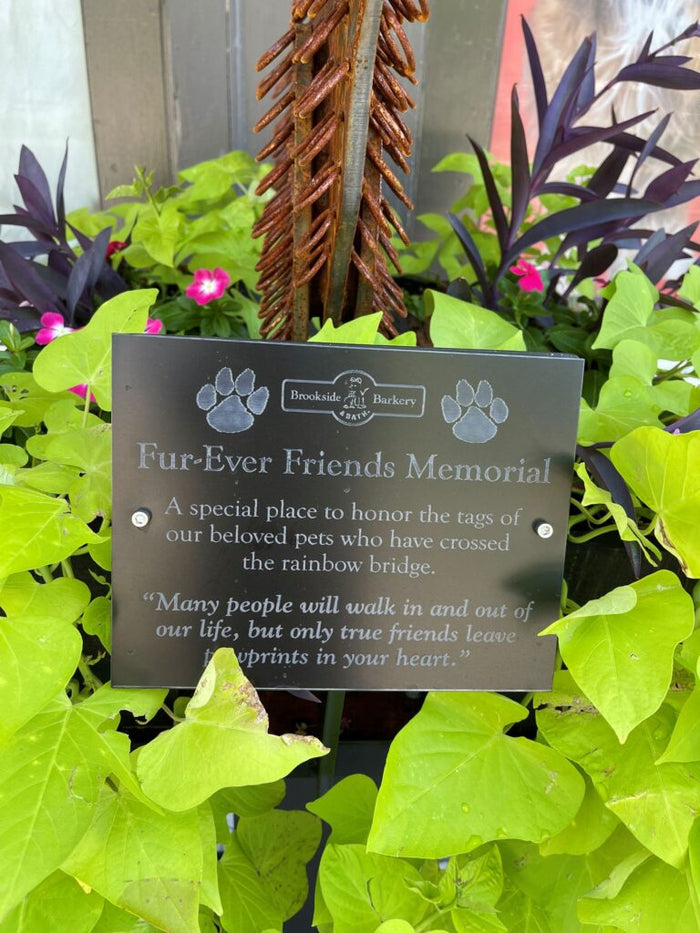 Brookside Barkery
& BATH
Fur-Ever Friends Memorial
A special place to honor the tags of
our beloved pets who have crossed
the rainbow bridge.
“Many people will walk in and out of
our life, but only true friends leave
pawprints in your heart.”